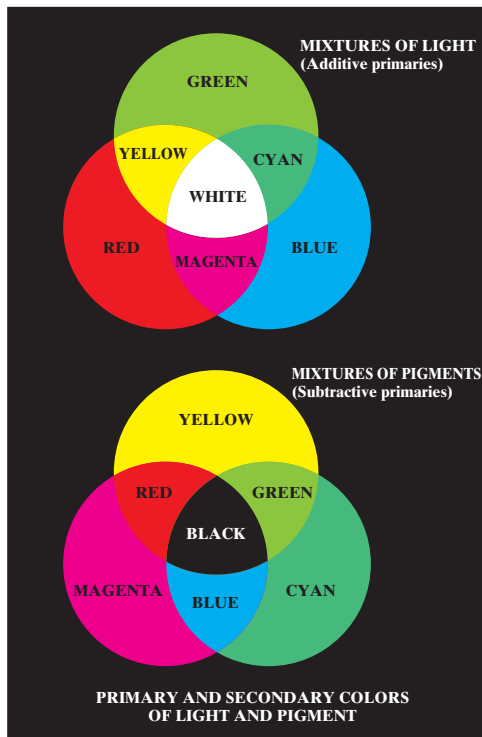 MIXTURES OF LIGHT
(Additive primaries)
GREEN
YELLOW
CYAN
WHITE
RED
BLUE
MAGENTA
MIXTURES OF PIGMENTS
(Subtractive primaries)
YELLOW
RED
GREEN
BLACK
MAGENTA
CYAN
BLUE
PRIMARY AND SECONDARY COLORS
OF LIGHT AND PIGMENT